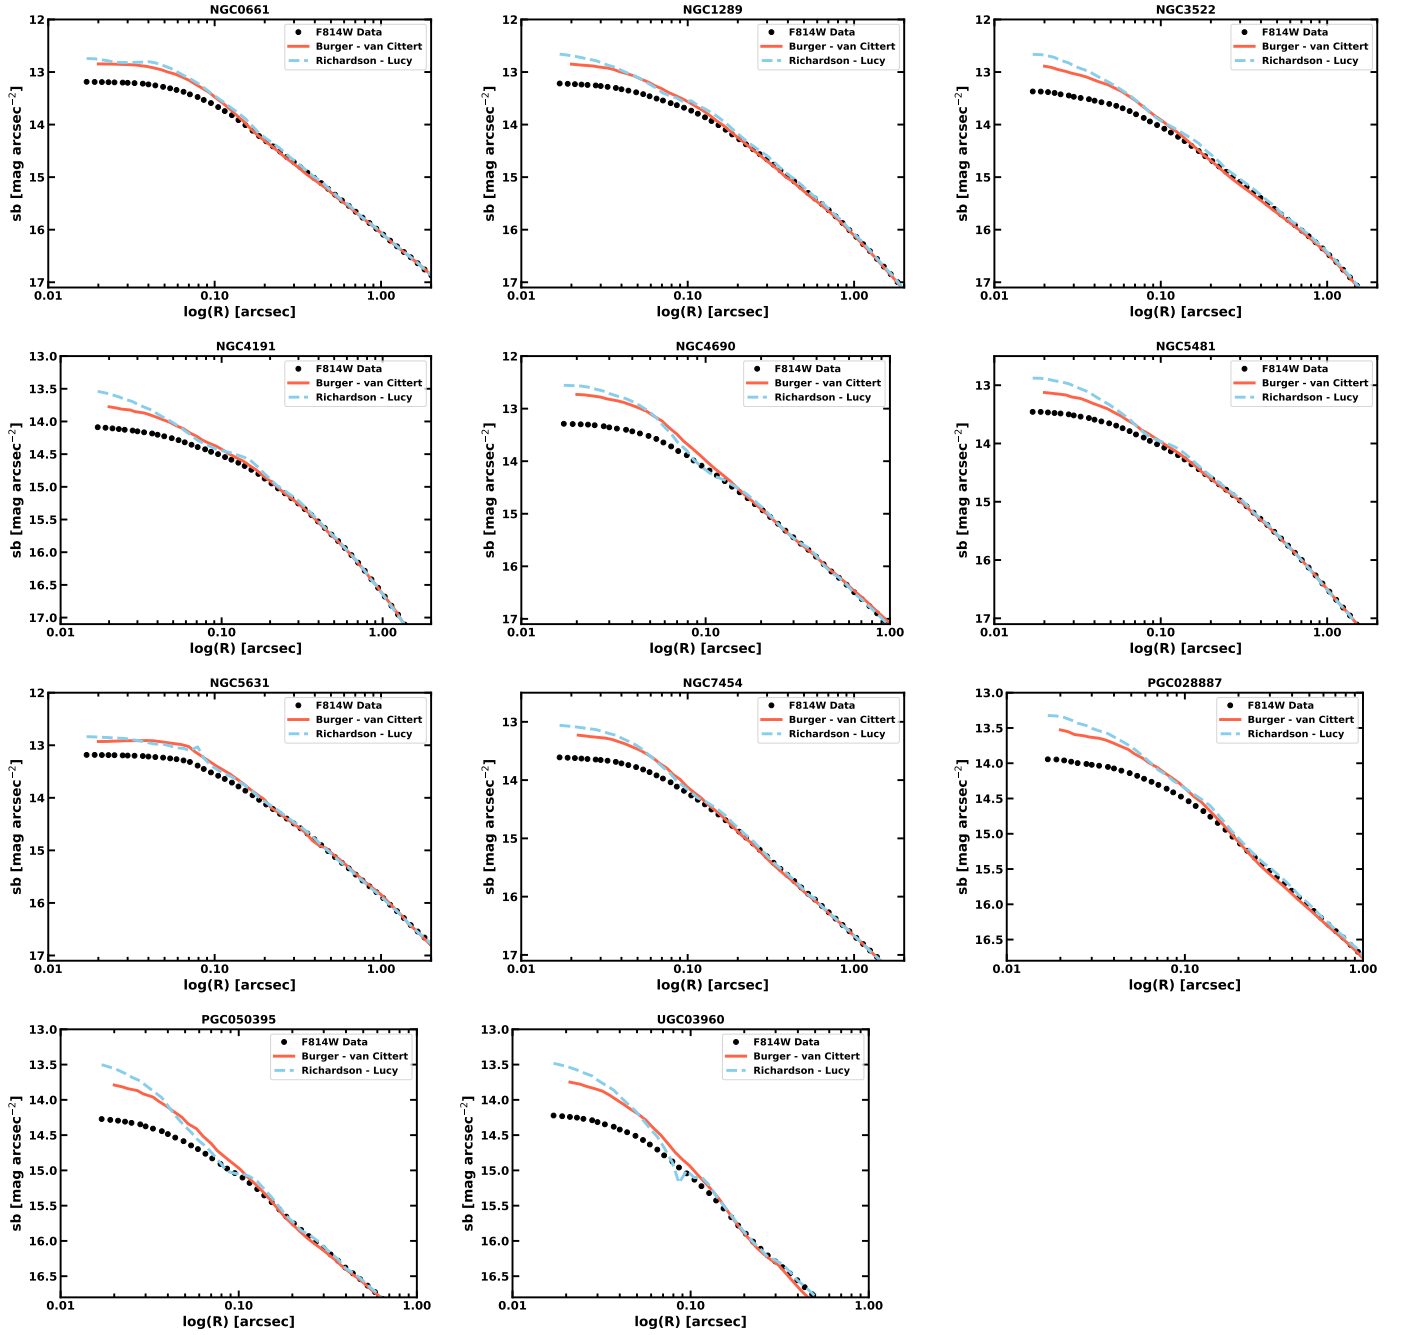 NGC0661
12
13
14
15
16
17
0.01
0.10
1.00
sb [mag arcsec−2]
log(R) [arcsec]
F814W Data
Burger - van Cittert
Richardson - Lucy
NGC1289
12
13
14
15
16
17
0.01
0.10
1.00
sb [mag arcsec−2]
log(R) [arcsec]
F814W Data
Burger - van Cittert
Richardson - Lucy
NGC3522
12
13
14
15
16
17
0.01
0.10
1.00
sb [mag arcsec−2]
log(R) [arcsec]
F814W Data
Burger - van Cittert
Richardson - Lucy
NGC4191
13.0
13.5
14.0
14.5
15.0
15.5
16.0
16.5
17.0
0.01
0.10
1.00
sb [mag arcsec−2]
log(R) [arcsec]
F814W Data
Burger - van Cittert
Richardson - Lucy
NGC4690
12
13
14
15
16
17
0.01
0.10
1.00
sb [mag arcsec−2]
log(R) [arcsec]
F814W Data
Burger - van Cittert
Richardson - Lucy
NGC5481
13
14
15
16
17
0.01
0.10
1.00
sb [mag arcsec−2]
log(R) [arcsec]
F814W Data
Burger - van Cittert
Richardson - Lucy
NGC5631
12
13
14
15
16
17
0.01
0.10
1.00
sb [mag arcsec−2]
log(R) [arcsec]
F814W Data
Burger - van Cittert
Richardson - Lucy
NGC7454
13
14
15
16
17
0.01
0.10
1.00
sb [mag arcsec−2]
log(R) [arcsec]
F814W Data
Burger - van Cittert
Richardson - Lucy
PGC028887
13.0
13.5
14.0
14.5
15.0
15.5
16.0
16.5
0.01
0.10
1.00
sb [mag arcsec−2]
log(R) [arcsec]
F814W Data
Burger - van Cittert
Richardson - Lucy
PGC050395
13.0
13.5
14.0
14.5
15.0
15.5
16.0
16.5
0.01
0.10
1.00
sb [mag arcsec−2]
log(R) [arcsec]
F814W Data
Burger - van Cittert
Richardson - Lucy
UGC03960
13.0
13.5
14.0
14.5
15.0
15.5
16.0
16.5
0.01
0.10
1.00
sb [mag arcsec−2]
log(R) [arcsec]
F814W Data
Burger - van Cittert
Richardson - Lucy